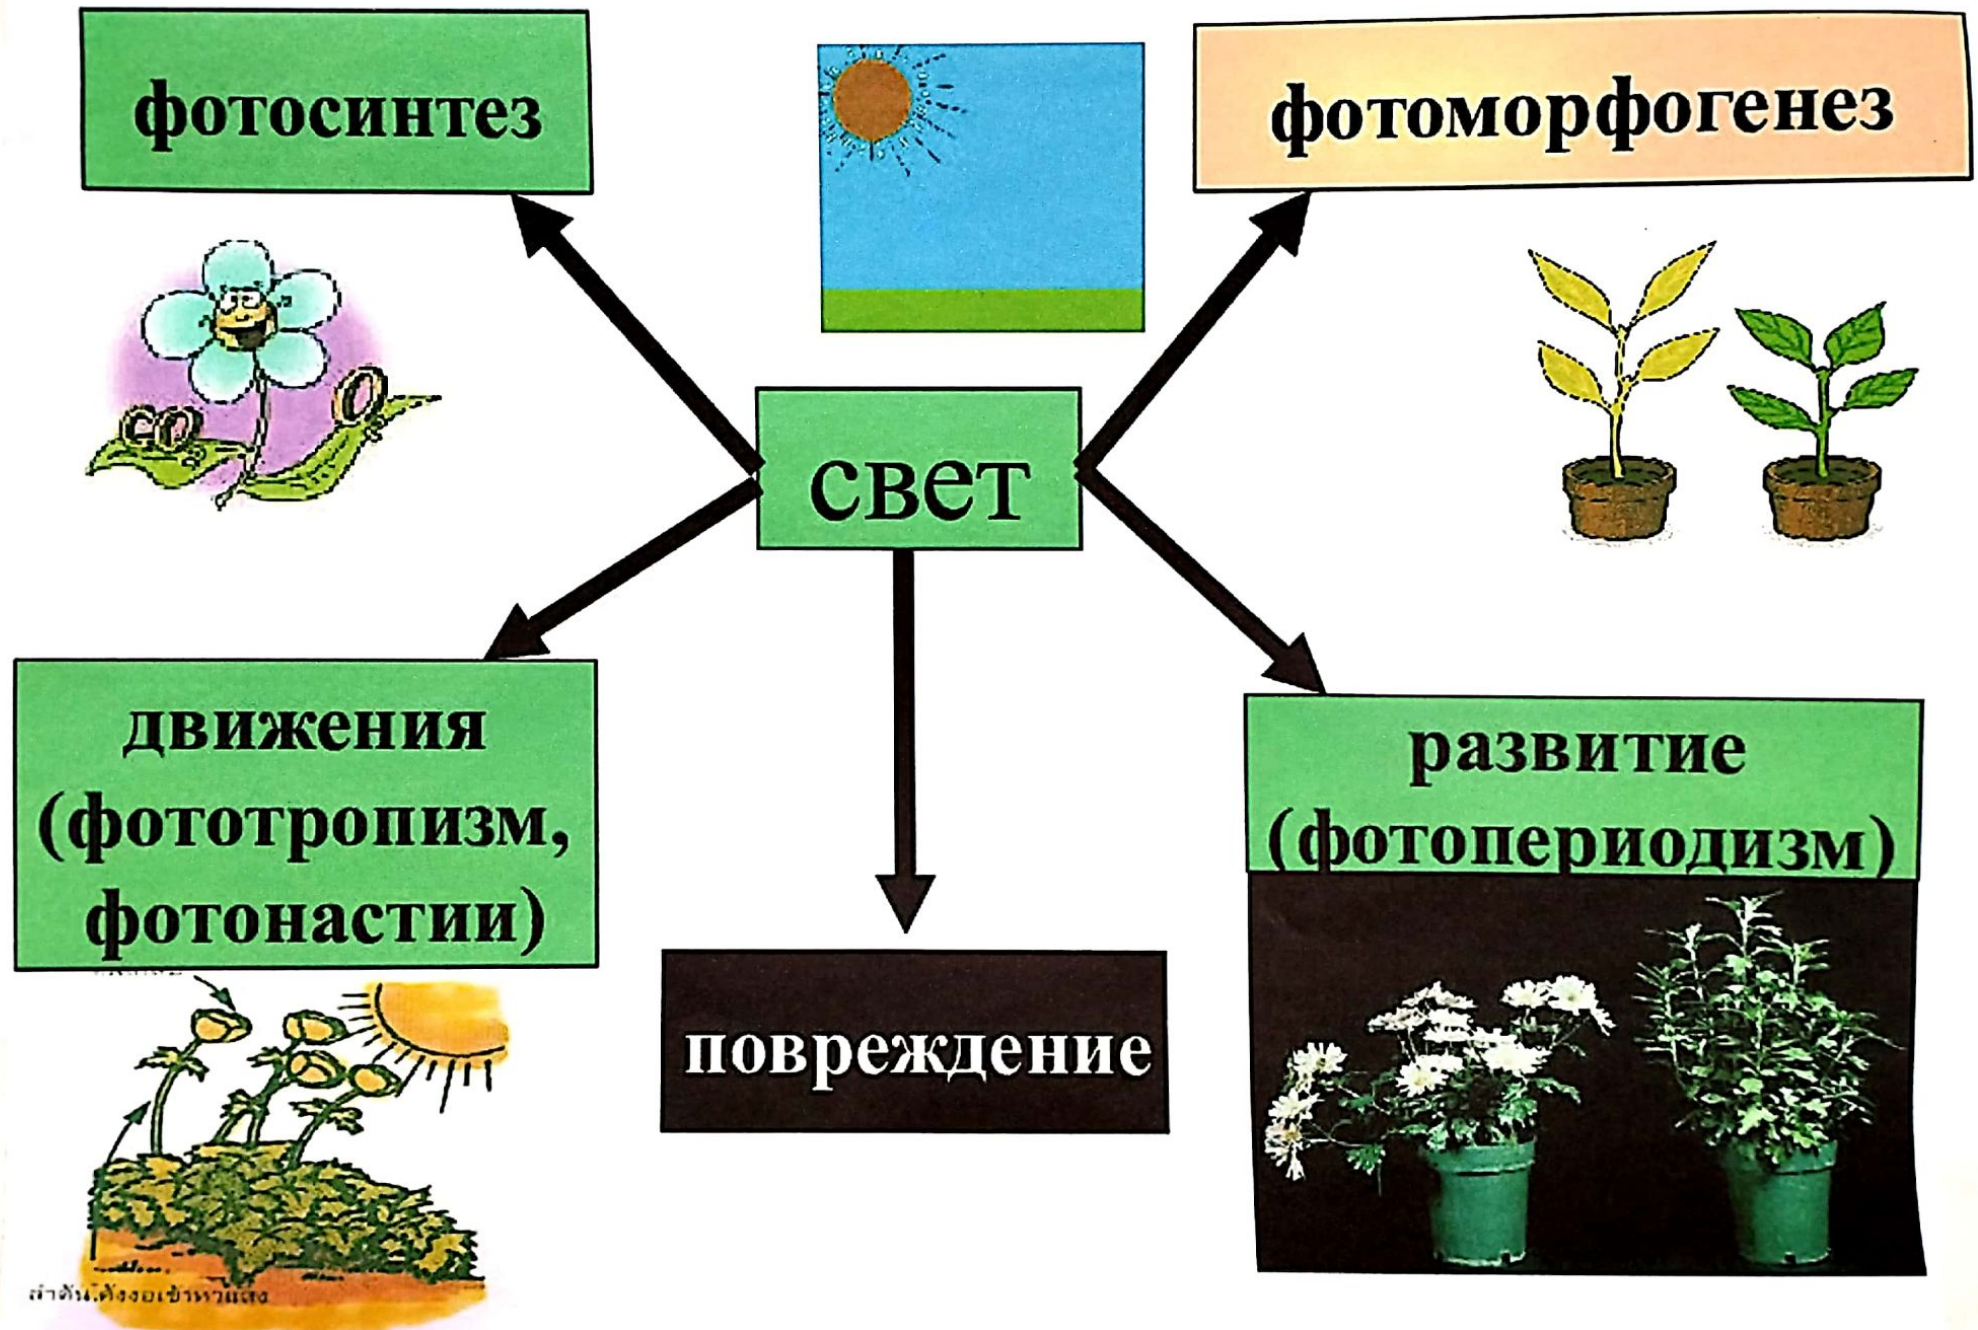 фотосинтез
фотоморфогенез
свет
движения
(фототропизм,
фотонастии)
развитие
(фотопериодизм)
повреждение